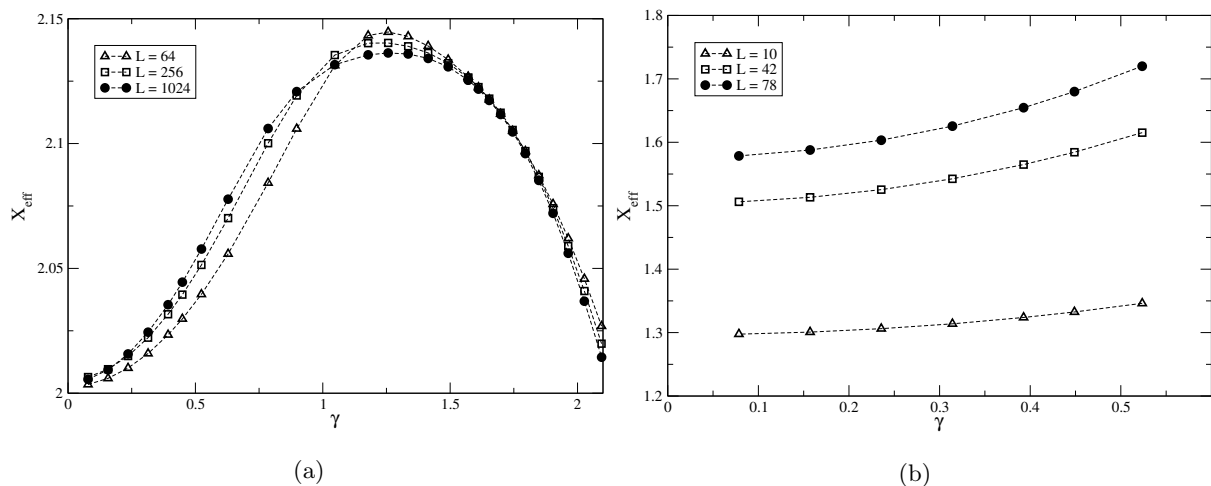 2.15
2.1
2.05
2
X_eff
L = 64
L = 256
L = 1024
0
0.5
1
1.5
2
γ
(a)
1.8
1.7
1.6
1.5
1.4
1.3
1.2
X_eff
L = 10
L = 42
L = 78
0
0.1
0.2
0.3
0.4
0.5
γ
(b)